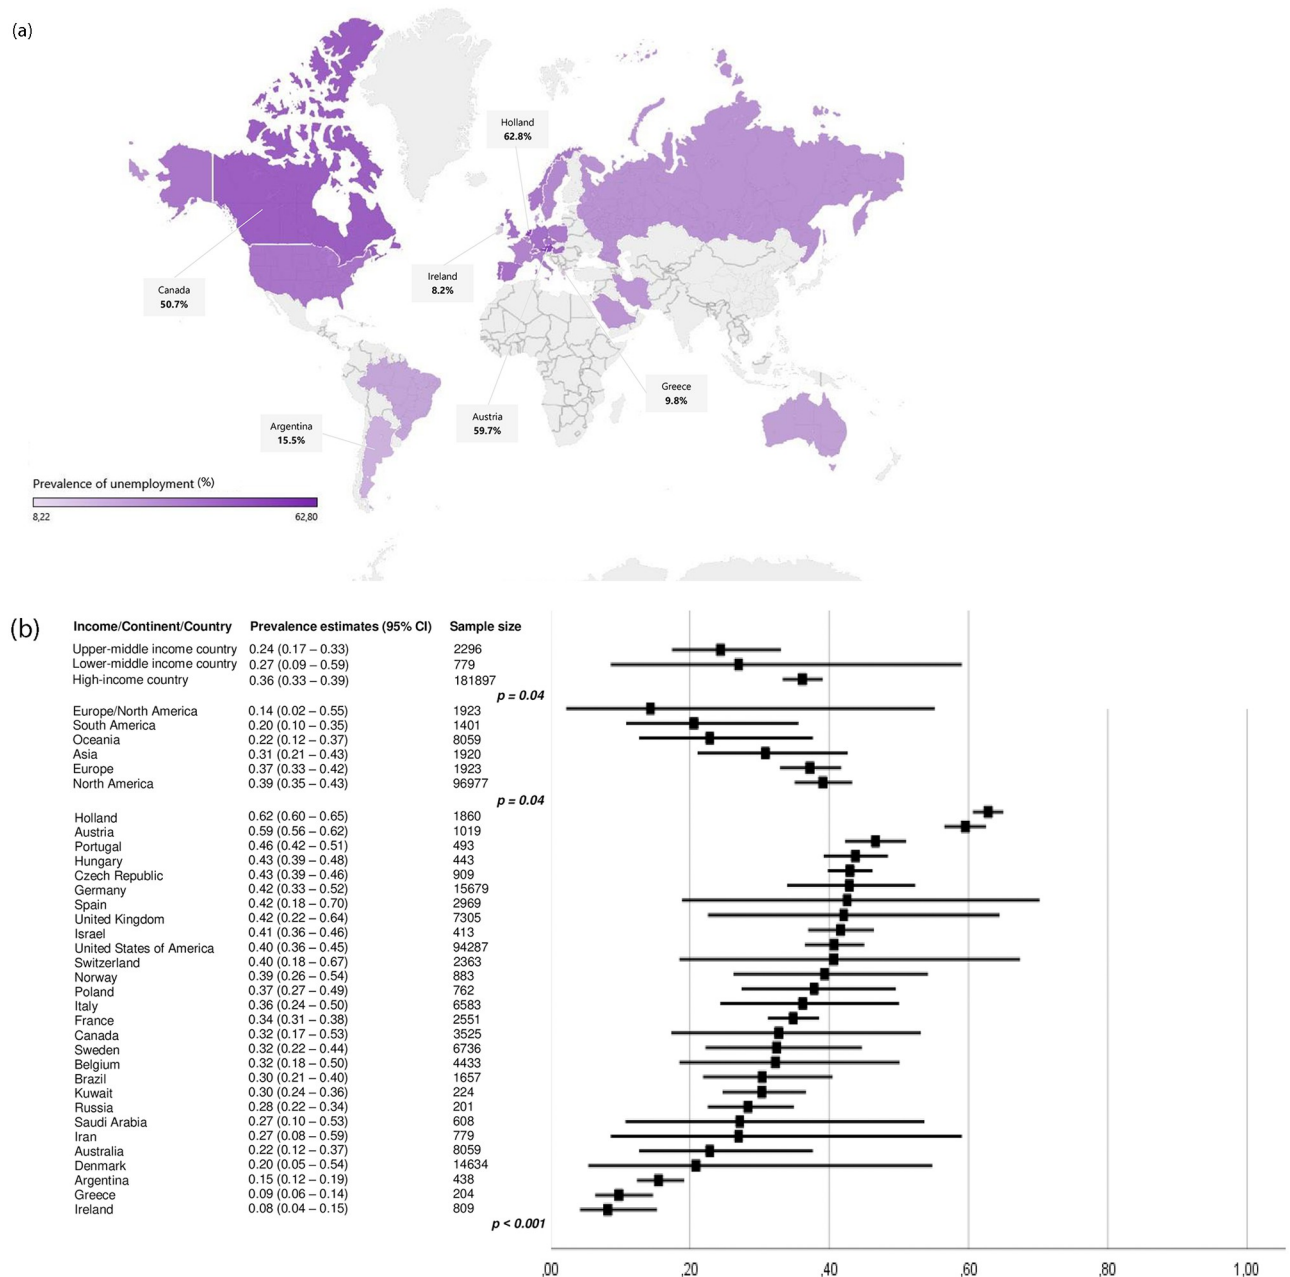 (a)
Holland
62.8%
Canada
50.7%
Ireland
8.2%
Greece
9.8%
Austria
59.7%
Argentina
15.5%
Prevalence of unemployment (%)
8,22 62,80
(b)
Income/Continent/Country Prevalence estimates (95% CI) Sample size
Upper-middle income country 0.24 (0.17 – 0.33) 2296
Lower-middle income country 0.27 (0.09 – 0.59) 779
High-income country 0.36 (0.33 – 0.39) 181897
p = 0.04
Europe/North America 0.14 (0.02 – 0.55) 1923
South America 0.20 (0.10 – 0.35) 1401
Oceania 0.22 (0.12 – 0.37) 8059
Asia 0.31 (0.21 – 0.43) 1920
Europe 0.37 (0.33 – 0.42) 1923
North America 0.39 (0.35 – 0.43) 96977
p = 0.04
Holland 0.62 (0.60 – 0.65) 1860
Austria 0.59 (0.56 – 0.62) 1019
Portugal 0.46 (0.42 – 0.51) 493
Hungary 0.43 (0.39 – 0.48) 443
Czech Republic 0.43 (0.39 – 0.46) 909
Germany 0.42 (0.33 – 0.52) 15679
Spain 0.42 (0.18 – 0.70) 2969
United Kingdom 0.42 (0.22 – 0.64) 7305
Israel 0.41 (0.36 – 0.46) 413
United States of America 0.40 (0.36 – 0.45) 94287
Switzerland 0.40 (0.18 – 0.67) 2363
Norway 0.39 (0.26 – 0.54) 883
Poland 0.37 (0.27 – 0.49) 762
Italy 0.36 (0.24 – 0.50) 6583
France 0.34 (0.31 – 0.38) 2551
Canada 0.32 (0.17 – 0.53) 3525
Sweden 0.32 (0.22 – 0.44) 6736
Belgium 0.32 (0.18 – 0.50) 4433
Brazil 0.30 (0.21 – 0.40) 1657
Kuwait 0.30 (0.24 – 0.36) 224
Russia 0.28 (0.22 – 0.34) 201
Saudi Arabia 0.27 (0.10 – 0.53) 608
Iran 0.27 (0.08 – 0.59) 779
Australia 0.22 (0.12 – 0.37) 8059
Denmark 0.20 (0.05 – 0.54) 14634
Argentina 0.15 (0.12 – 0.19) 438
Greece 0.09 (0.06 – 0.14) 204
Ireland 0.08 (0.04 – 0.15) 809
p < 0.001
,00 ,20 ,40 ,60 ,80 1,00